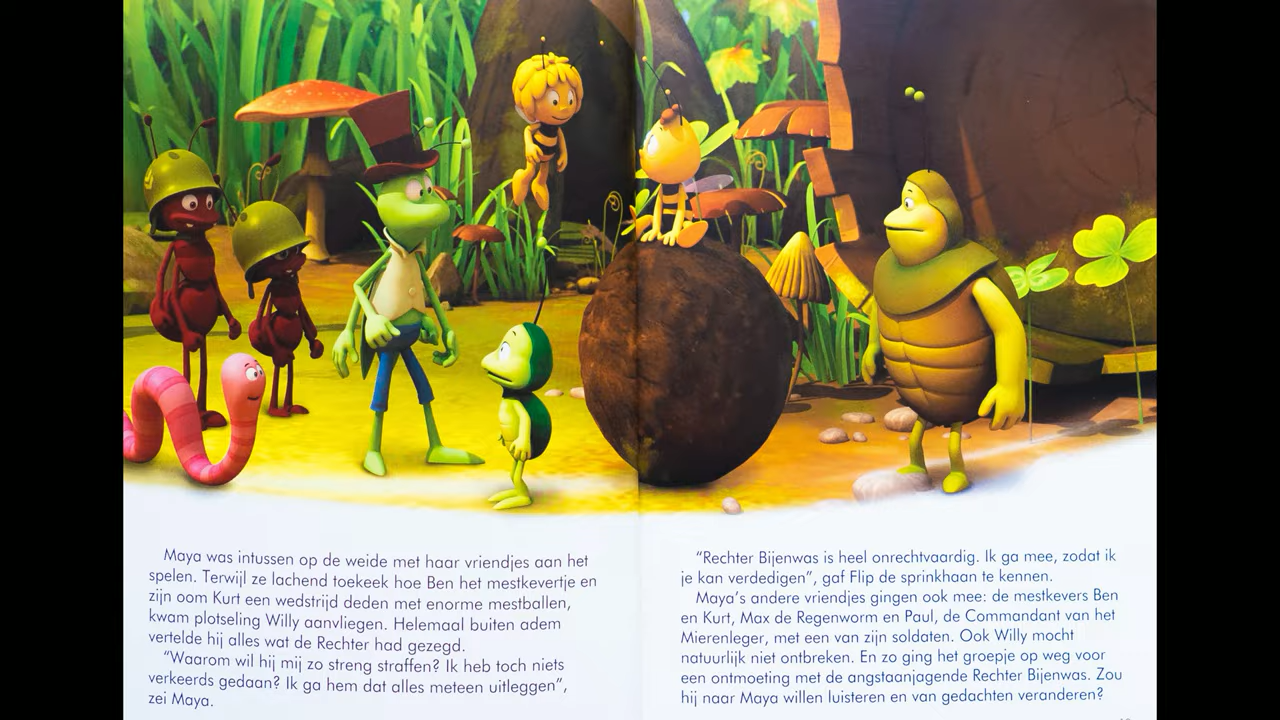 Maya was intussen op de weide met haar vriendjes aan het
spelen. Terwijl ze lachend toekeek hoe Ben het mestkevertje en
zijn oom Kurt een wedstrijd deden met enorme mestballen,
kwam plotseling Willy aanvliegen. Helemaal buiten adem
vertelde hij alles wat de Rechter had gezegd.
“Waarom wil hij mij zo streng straffen? Ik heb toch niets
verkeerds gedaan? Ik ga hem dat alles meteen uitleggen”,
zei Maya.
“Rechter Bijenwas is heel onrechtvaardig. Ik ga mee, zodat ik
je kan verdedigen”, gaf Flip de sprinkhaan te kennen.
Maya’s andere vriendjes gingen ook mee: de mestkevers Ben
en Kurt, Max de Regenworm en Paul, de Commandant van het
Mierenleger, met een van zijn soldaten. Ook Willy mocht
natuurlijk niet ontbreken. En zo ging het groepje op weg voor
een ontmoeting met de angstaanjagende Rechter Bijenwas. Zou
hij naar Maya willen luisteren en van gedachten veranderen?